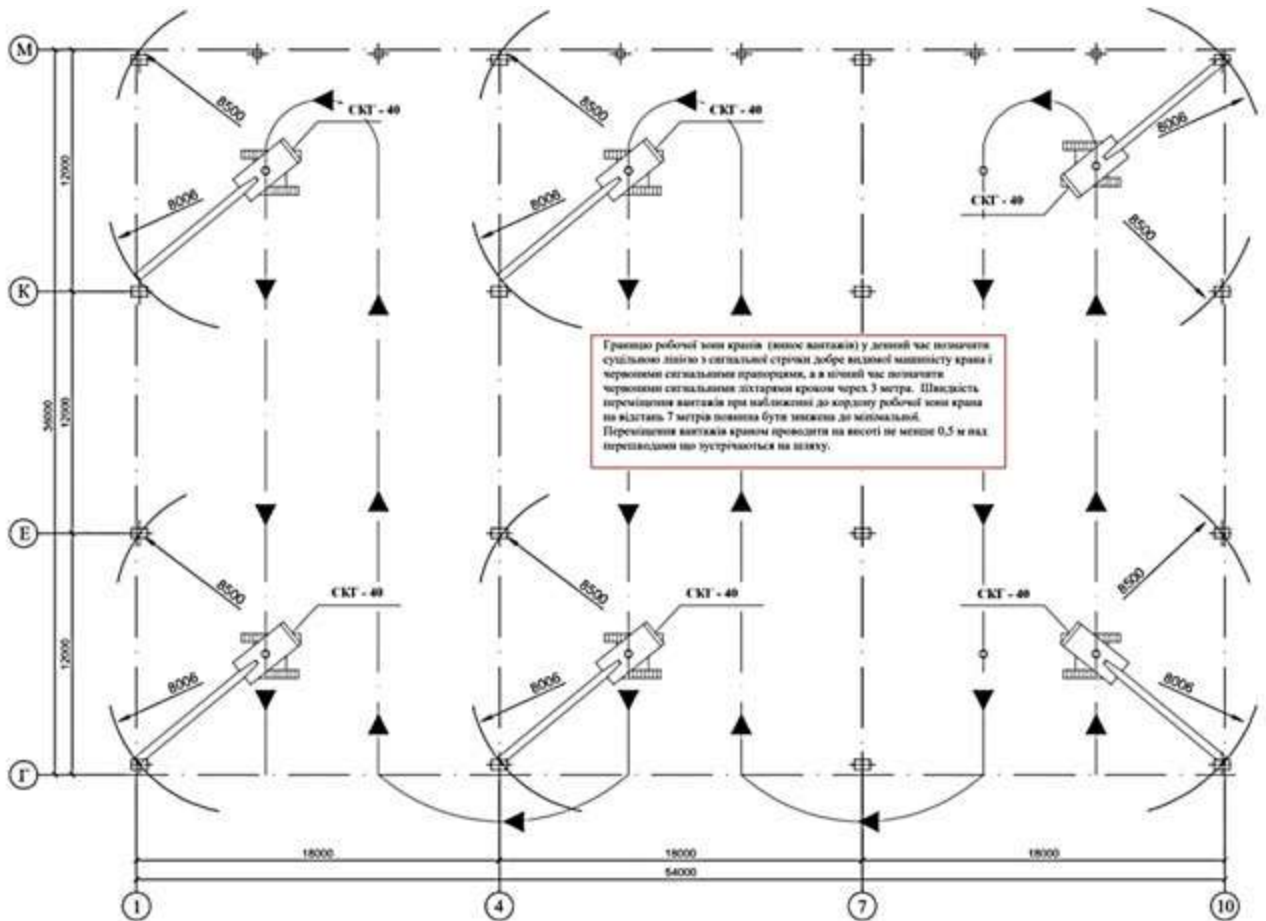 М
8500
СКГ - 40
8500
СКГ - 40
8006
12000
8006
8006
СКГ - 40
8500
К
Границю робочої зони кранів (винос вантажів) у денний час позначити
суцільною лінією з сигнальної стрічки добре видимої машиністу крана і
червоними сигнальними прапорцями, а в нічний час позначити
червоними сигнальними ліхтарями кроком через 3 метра. Швидкість
переміщення вантажів при наближенні до кордону робочої зони крана
на відстань 7 метрів повинна бути знижена до мінімальної.
Переміщення вантажів краном проводити на висоті не менше 0,5 м над
перешводами що зустрічаються на шляху.
36000
12000
Е
8500
СКГ - 40
8500
СКГ - 40
СКГ - 40
8500
12000
8006
8006
8006
Г
18000
18000
18000
54000
1
4
7
10